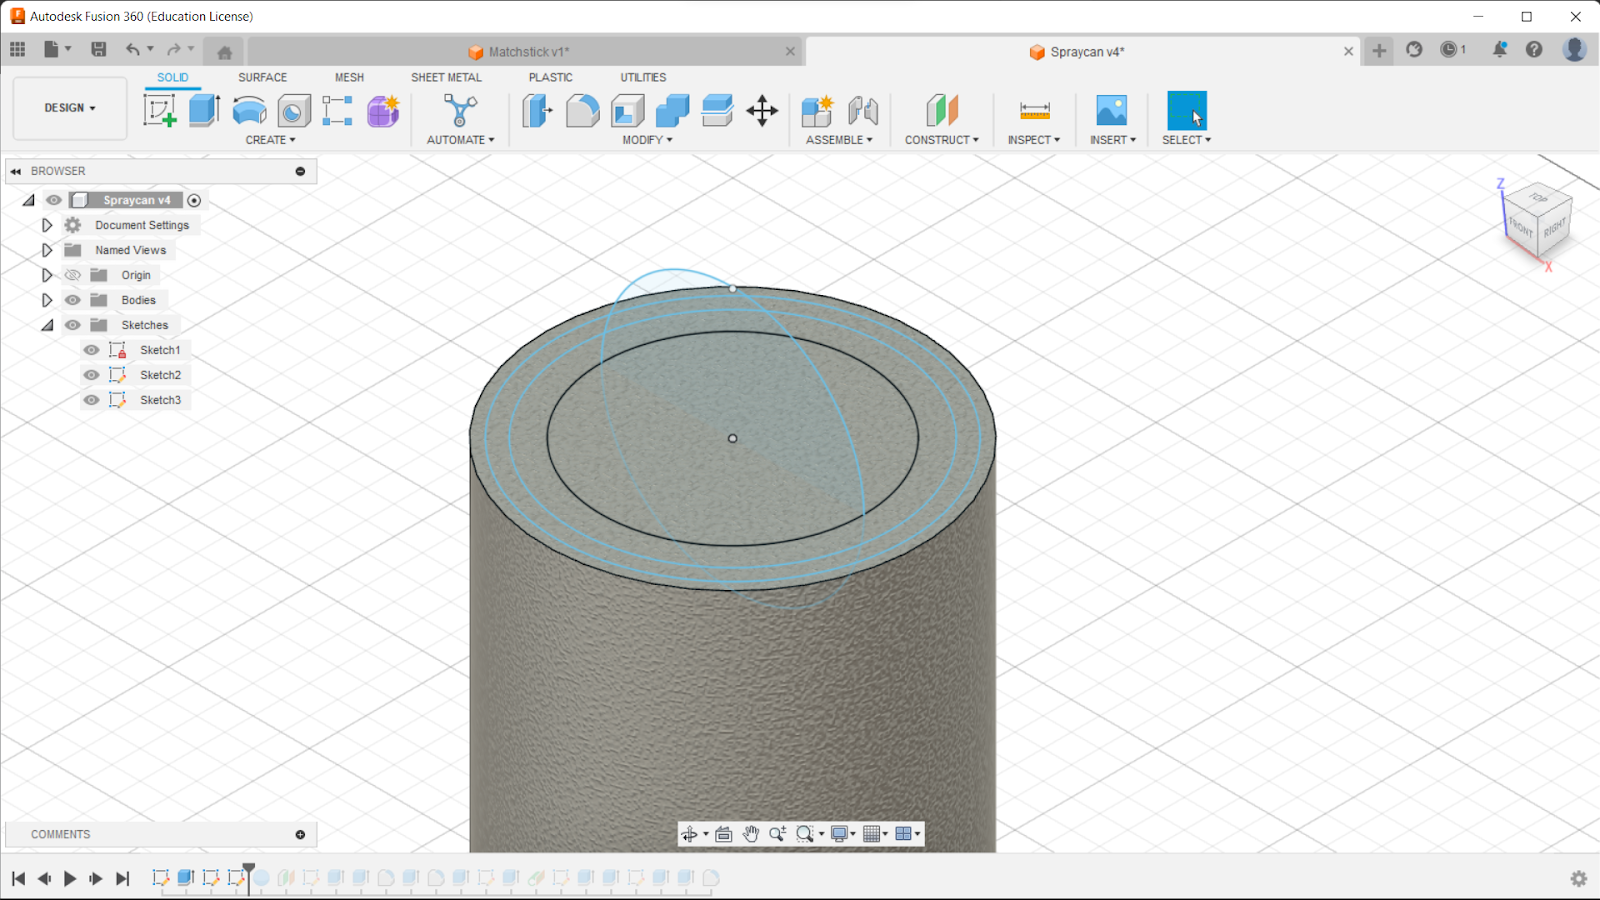 Autodesk Fusion 360 (Education License)
Matchstick v1*
Spraycan v4*
1
DESIGN
SOLID
SURFACE
MESH
SHEET METAL
PLASTIC
UTILITIES
CREATE
AUTOMATE
MODIFY
ASSEMBLE
CONSTRUCT
INSPECT
INSERT
SELECT
BROWSER
Spraycan v4
Document Settings
Named Views
Origin
Bodies
Sketches
Sketch1
Sketch2
Sketch3
Z
TOP
FRONT
RIGHT
X
COMMENTS